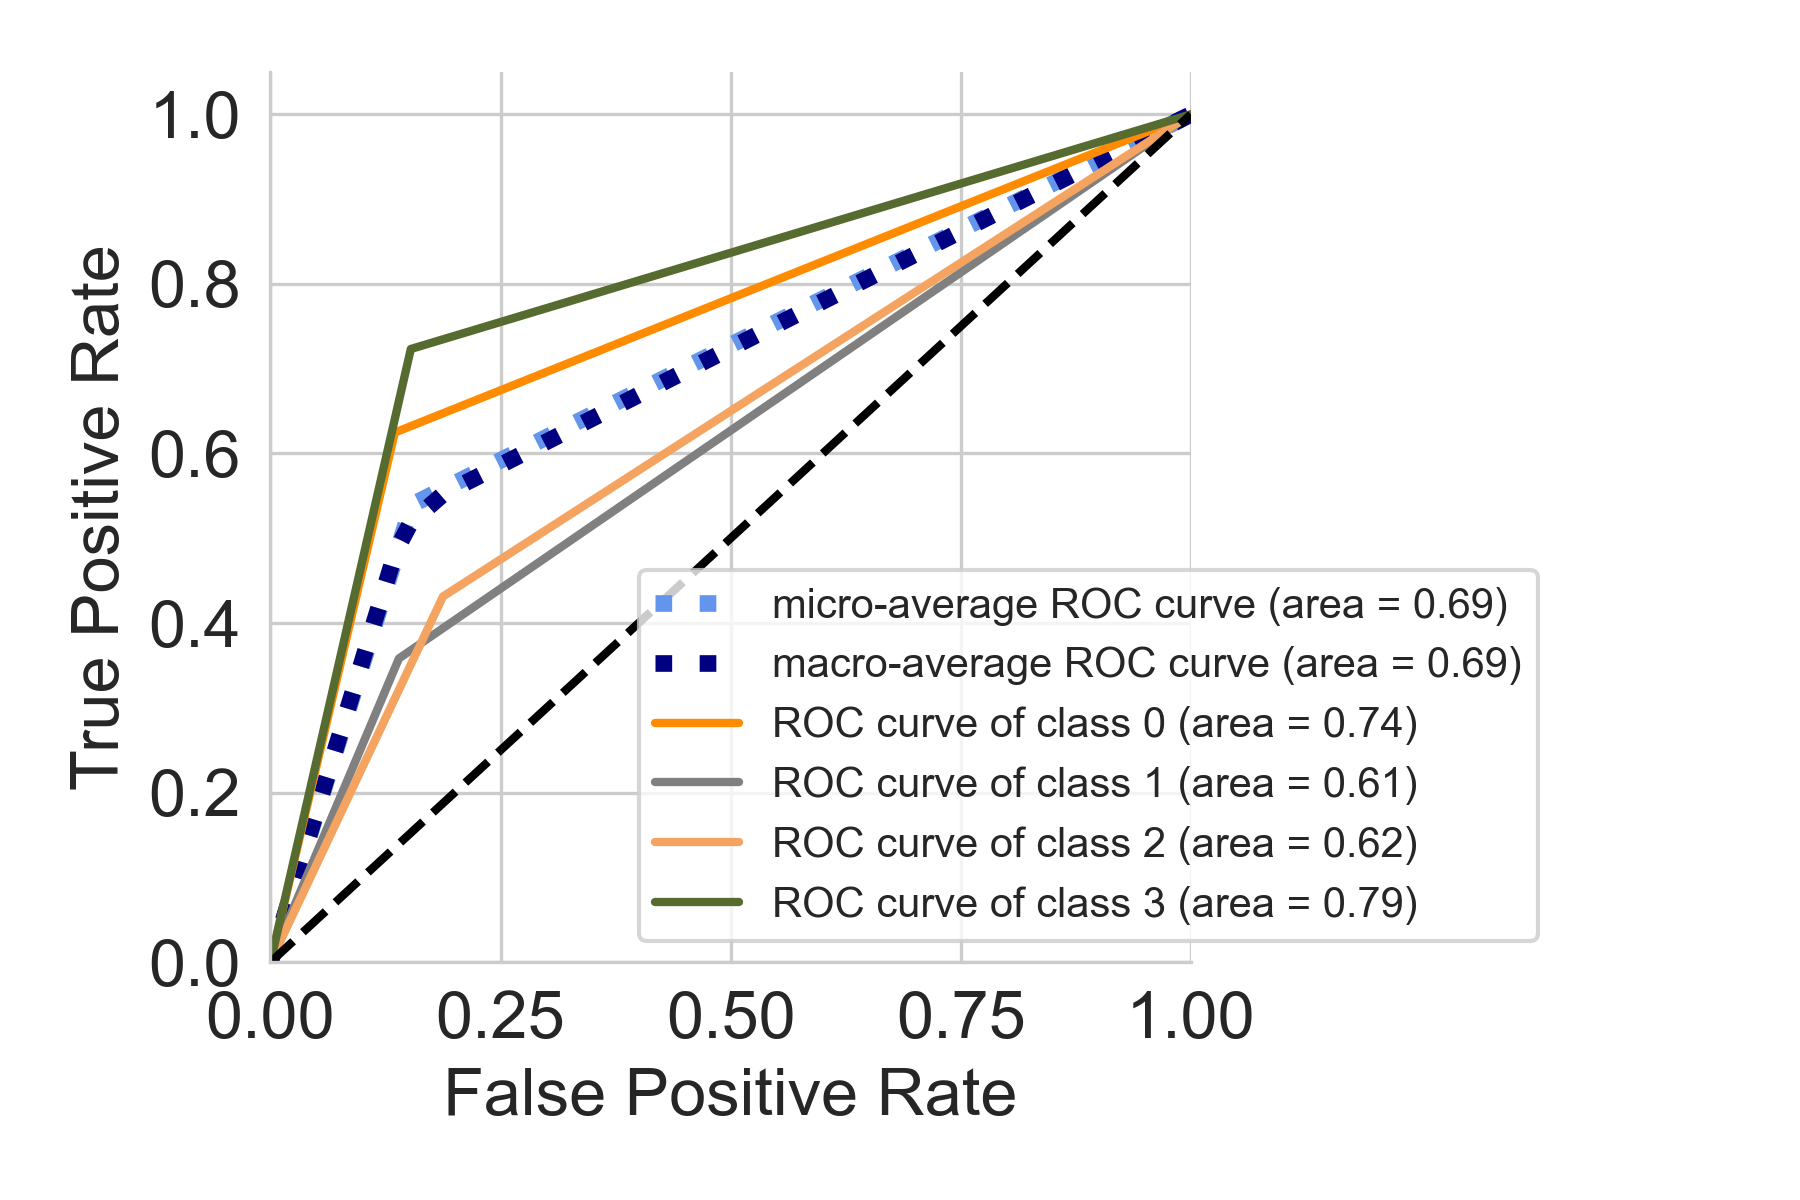 True Positive Rate
1.0
0.8
0.6
0.4
0.2
0.0
micro-average ROC curve (area = 0.69)
macro-average ROC curve (area = 0.69)
ROC curve of class 0 (area = 0.74)
ROC curve of class 1 (area = 0.61)
ROC curve of class 2 (area = 0.62)
ROC curve of class 3 (area = 0.79)
0.00 0.25 0.50 0.75 1.00
False Positive Rate